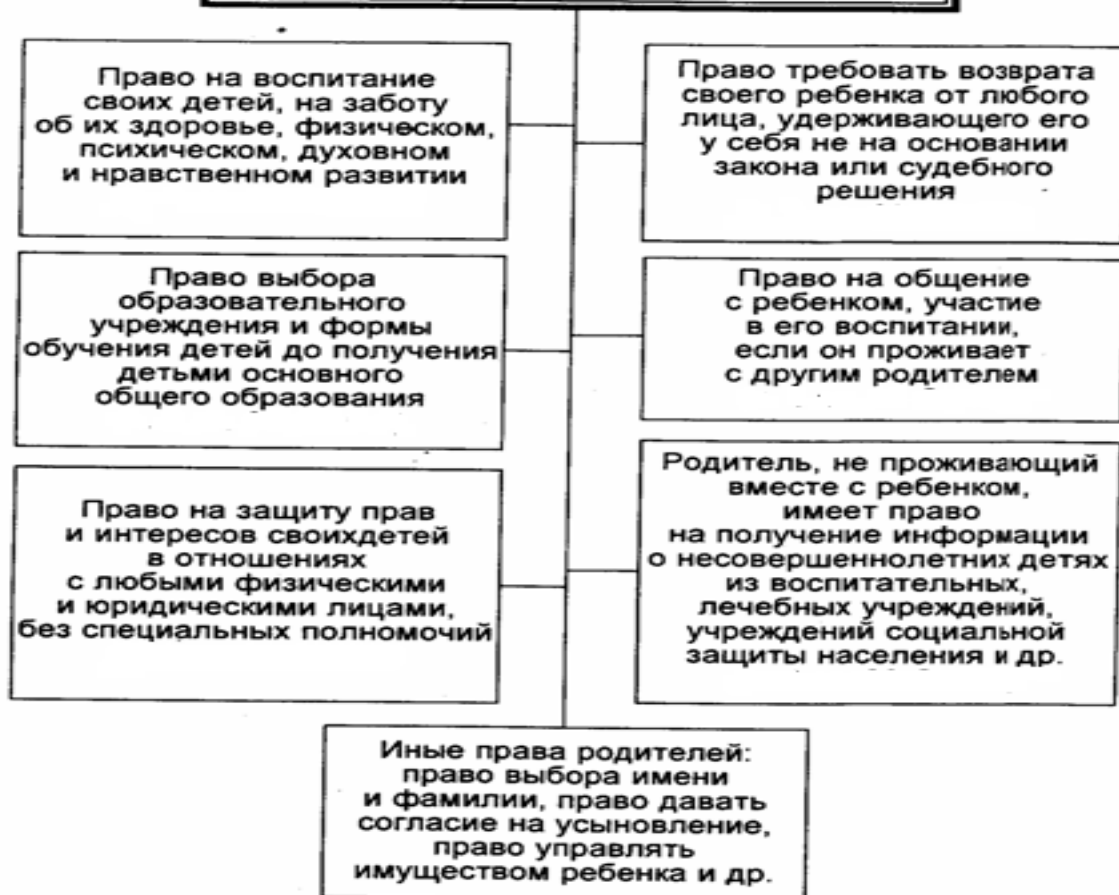 Право на воспитание
своих детей, на заботу
об их здоровье, физическом,
психическом, духовном
и нравственном развитии
Право требовать возврата
своего ребенка от любого
лица, удерживающего его
у себя не на основании
закона или судебного
решения
Право выбора
образовательного
учреждения и формы
обучения детей до получения
детьми основного
общего образования
Право на общение
с ребенком, участие
в его воспитании,
если он проживает
с другим родителем
Право на защиту прав
и интересов своихдетей
в отношениях
с любыми физическими
и юридическими лицами,
без специальных полномочий
Родитель, не проживающий
вместе с ребенком,
имеет право
на получение информации
о несовершеннолетних детях
из воспитательных,
лечебных учреждений,
учреждений социальной
защиты населения и др.
Иные права родителей:
право выбора имени
и фамилии, право давать
согласие на усыновление,
право управлять
имуществом ребенка и др.